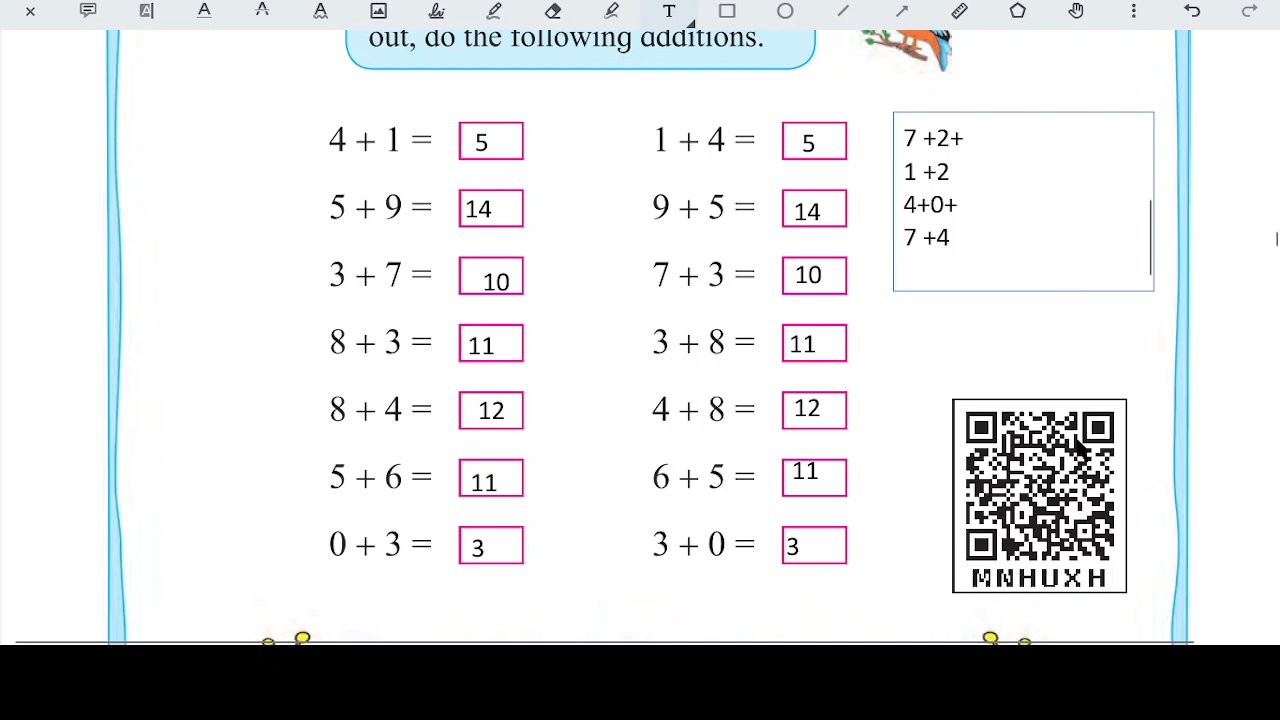 out, do the following additions.
4 + 1 = 5
1 + 4 = 5
5 + 9 = 14
9 + 5 = 14
3 + 7 = 10
7 + 3 = 10
8 + 3 = 11
3 + 8 = 11
8 + 4 = 12
4 + 8 = 12
5 + 6 = 11
6 + 5 = 11
0 + 3 = 3
3 + 0 = 3
7 +2+
1 +2
4+0+
7 +4
MNHUXH